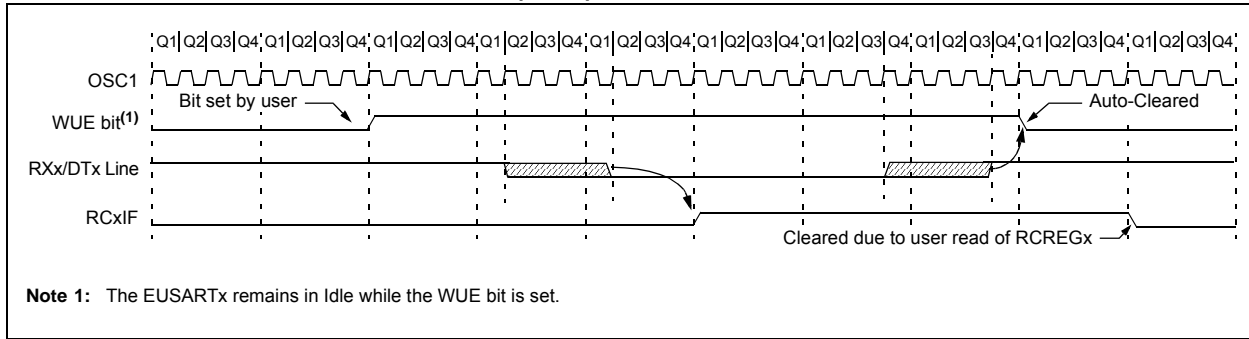 Q1 Q2 Q3 Q4 Q1 Q2 Q3 Q4 Q1 Q2 Q3 Q4 Q1 Q2 Q3 Q4 Q1 Q2 Q3 Q4 Q1 Q2 Q3 Q4 Q1 Q2 Q3 Q4 Q1 Q2 Q3 Q4 Q1 Q2 Q3 Q4 Q1 Q2 Q3 Q4
OSC1
Bit set by user
Auto-Cleared
WUE bit(1)
RXx/DTx Line
RCxIF
Cleared due to user read of RCREGx
Note 1: The EUSARTx remains in Idle while the WUE bit is set.